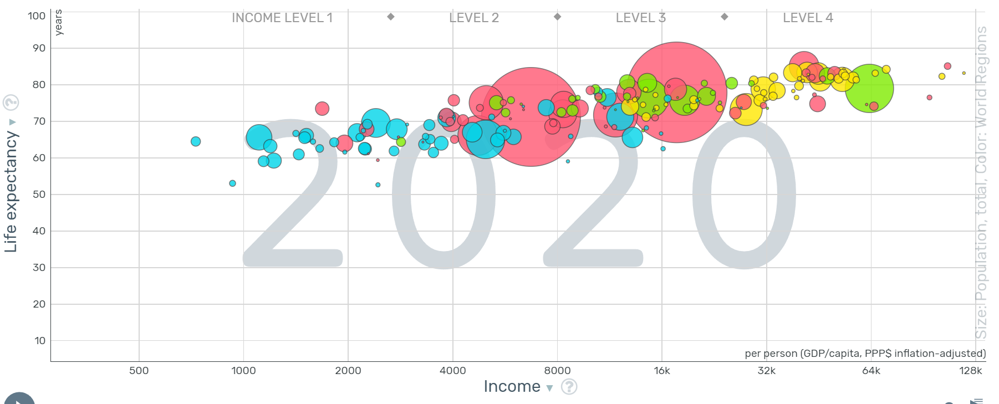 INCOME LEVEL 1 LEVEL 2 LEVEL 3 LEVEL 4
years
100
90
80
70
60
50
40
30
20
10
Life expectancy ▼ ?
2020
Size: Population, total, Color: World Regions
per person (GDP/capita, PPP$ inflation-adjusted)
500 1000 2000 4000 8000 16k 32k 64k 128k
Income ▼ ?